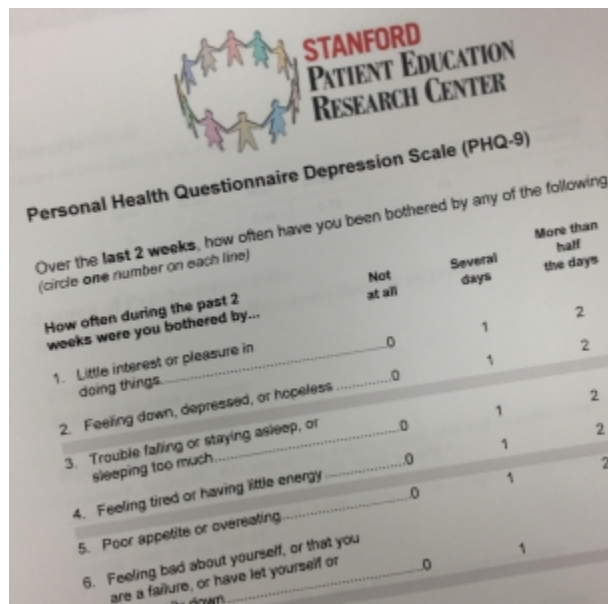 STANFORD
PATIENT EDUCATION
RESEARCH CENTER
Personal Health Questionnaire Depression Scale (PHQ-9)
Over the last 2 weeks, how often have you been bothered by any of the following
(circle one number on each line)
How often during the past 2
weeks were you bothered by...
Not
at all
Several
days
More than
half
the days
1. Little interest or pleasure in
doing things.....................................................0 1 2
2. Feeling down, depressed, or hopeless .............0 1 2
3. Trouble falling or staying asleep, or
sleeping too much............................................0 1 2
4. Feeling tired or having little energy ...................0 1 2
5. Poor appetite or overeating..............................0 1 2
6. Feeling bad about yourself, or that you
are a failure, or have let yourself or
down............................................0 1